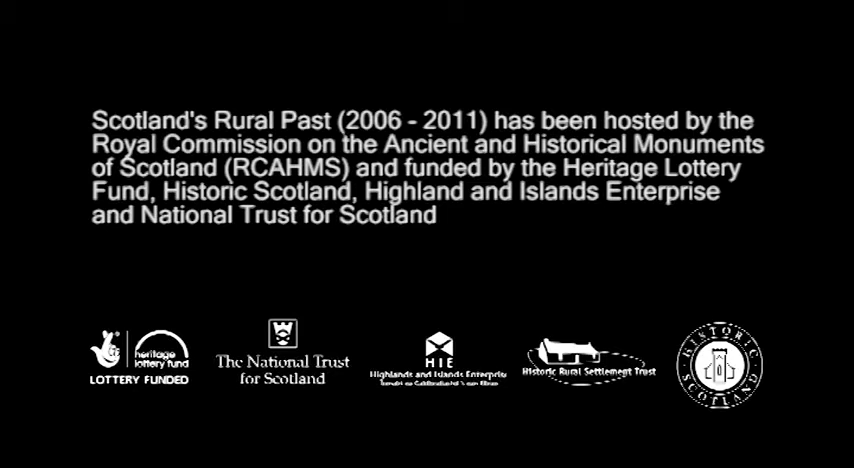 Scotland's Rural Past (2006 - 2011) has been hosted by the
Royal Commission on the Ancient and Historical Monuments
of Scotland (RCAHMS) and funded by the Heritage Lottery
Fund, Historic Scotland, Highland and Islands Enterprise
and National Trust for Scotland
heritage
lottery fund
LOTTERY FUNDED
The National Trust
for Scotland
HIE
Highlands and Islands Enterprise
Historic Rural Settlement Trust
HISTORIC SCOTLAND